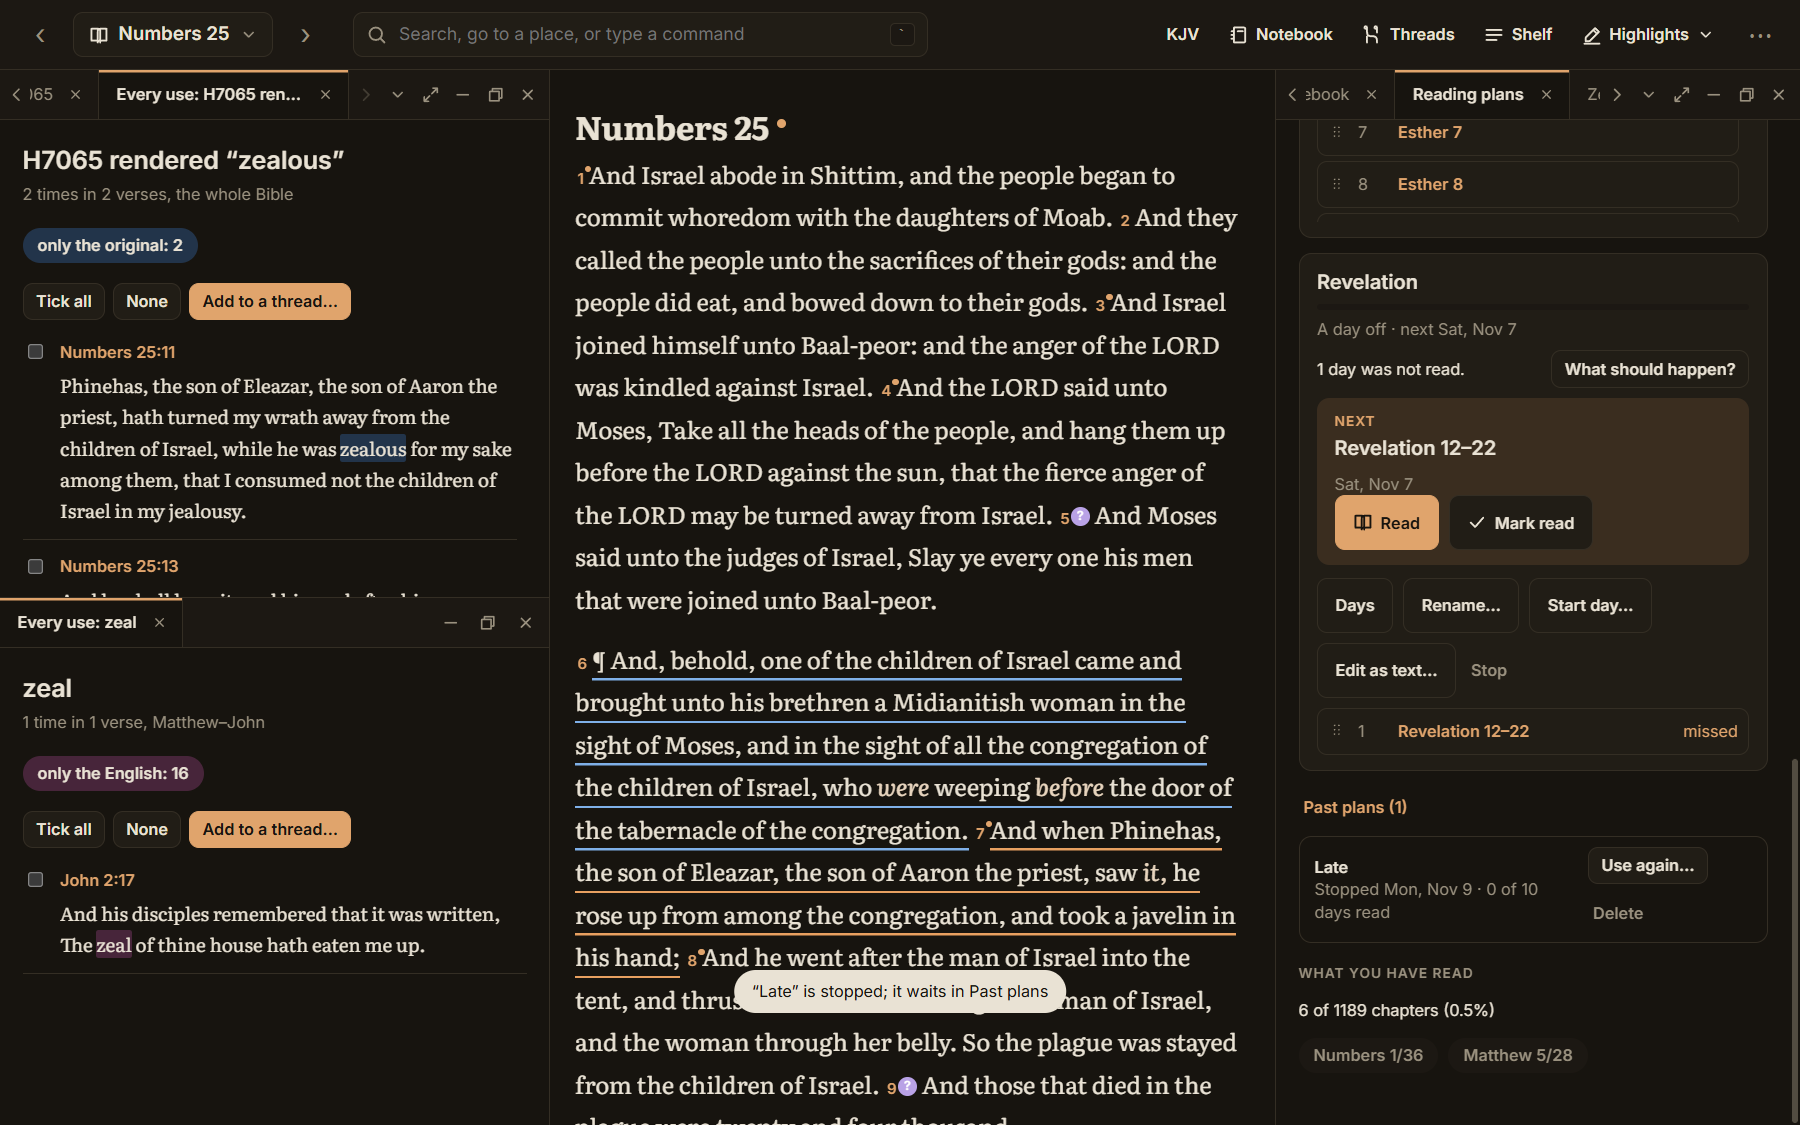 Numbers 25
Search, go to a place, or type a command
`
KJV
Notebook
Threads
Shelf
Highlights
065
Every use: H7065 ren...
H7065 rendered “zealous”
2 times in 2 verses, the whole Bible
only the original: 2
Tick all
None
Add to a thread...
Numbers 25:11
Phinehas, the son of Eleazar, the son of Aaron the
priest, hath turned my wrath away from the
children of Israel, while he was zealous for my sake
among them, that I consumed not the children of
Israel in my jealousy.
Numbers 25:13
Every use: zeal
zeal
1 time in 1 verse, Matthew–John
only the English: 16
Tick all
None
Add to a thread...
John 2:17
And his disciples remembered that it was written,
The zeal of thine house hath eaten me up.
Numbers 25
1 And Israel abode in Shittim, and the people began to
commit whoredom with the daughters of Moab. 2 And they
called the people unto the sacrifices of their gods: and the
people did eat, and bowed down to their gods. 3 And Israel
joined himself unto Baal-peor: and the anger of the LORD
was kindled against Israel. 4 And the LORD said unto
Moses, Take all the heads of the people, and hang them up
before the LORD against the sun, that the fierce anger of
the LORD may be turned away from Israel. 5 ? And Moses
said unto the judges of Israel, Slay ye every one his men
that were joined unto Baal-peor.
6 ¶ And, behold, one of the children of Israel came and
brought unto his brethren a Midianitish woman in the
sight of Moses, and in the sight of all the congregation of
the children of Israel, who were weeping before the door of
the tabernacle of the congregation. 7 And when Phinehas,
the son of Eleazar, the son of Aaron the priest, saw it, he
rose up from among the congregation, and took a javelin in
his hand; 8 And he went after the man of Israel into the
tent, and thrus man of Israel,
“Late” is stopped; it waits in Past plans
and the woman through her belly. So the plague was stayed
from the children of Israel. 9 ? And those that died in the
plague were twenty and four thousand.
ebook
Reading plans
7 Esther 7
8 Esther 8
Revelation
A day off · next Sat, Nov 7
1 day was not read.
What should happen?
NEXT
Revelation 12–22
Sat, Nov 7
Read
Mark read
Days
Rename...
Start day...
Edit as text...
Stop
1 Revelation 12–22 missed
Past plans (1)
Late
Stopped Mon, Nov 9 · 0 of 10
days read
Use again...
Delete
WHAT YOU HAVE READ
6 of 1189 chapters (0.5%)
Numbers 1/36
Matthew 5/28